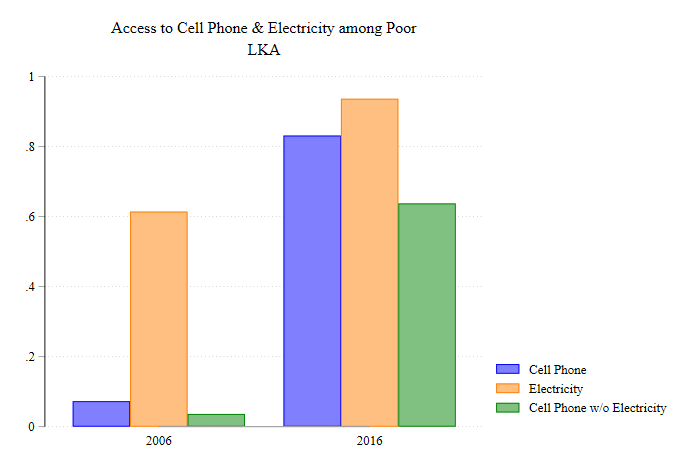 Access to Cell Phone & Electricity among Poor
LKA
1
.8
.6
.4
.2
0
2006
2016
Cell Phone
Electricity
Cell Phone w/o Electricity